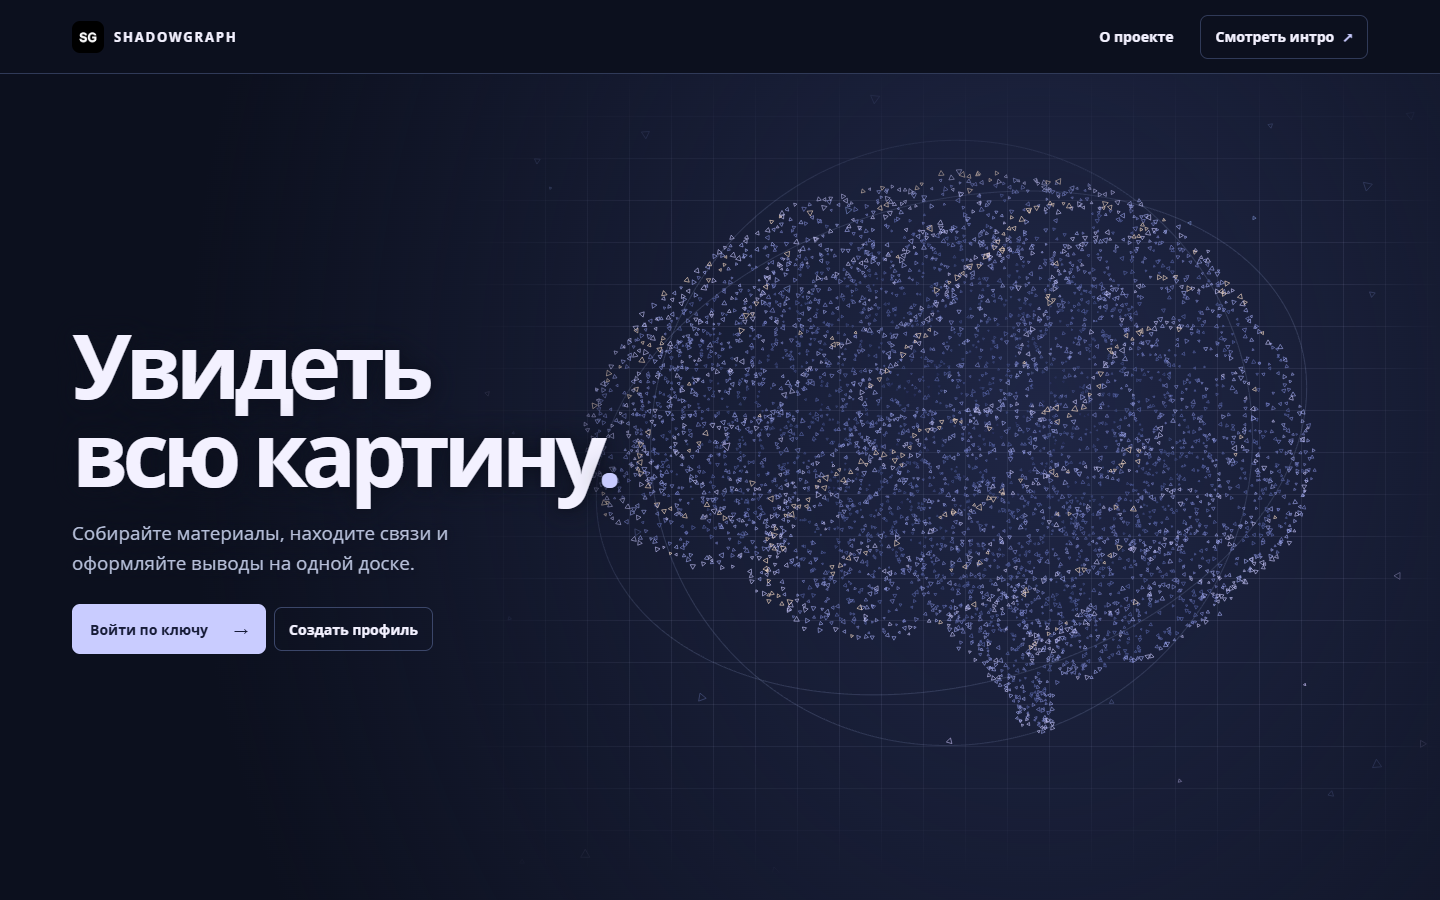 SG SHADOWGRAPH
О проекте
Смотреть интро ↗
Увидеть
всю картину.
Собирайте материалы, находите связи и
оформляйте выводы на одной доске.
Войти по ключу →
Создать профиль